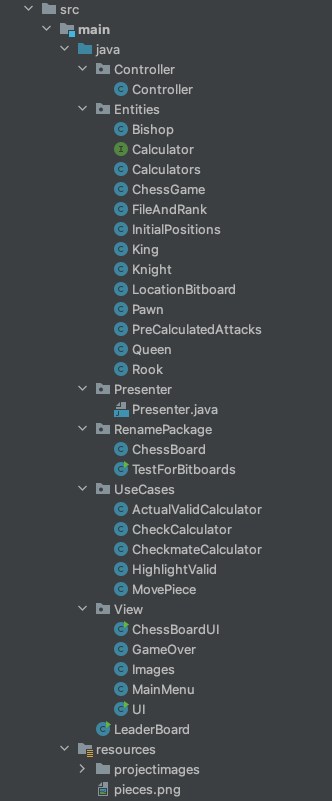 src
main
java
Controller
Controller
Entities
Bishop
Calculator
Calculators
ChessGame
FileAndRank
InitialPositions
King
Knight
LocationBitboard
Pawn
PreCalculatedAttacks
Queen
Rook
Presenter
Presenter.java
RenamePackage
ChessBoard
TestForBitboards
UseCases
ActualValidCalculator
CheckCalculator
CheckmateCalculator
HighlightValid
MovePiece
View
ChessBoardUI
GameOver
Images
MainMenu
UI
LeaderBoard
resources
projectimages
pieces.png